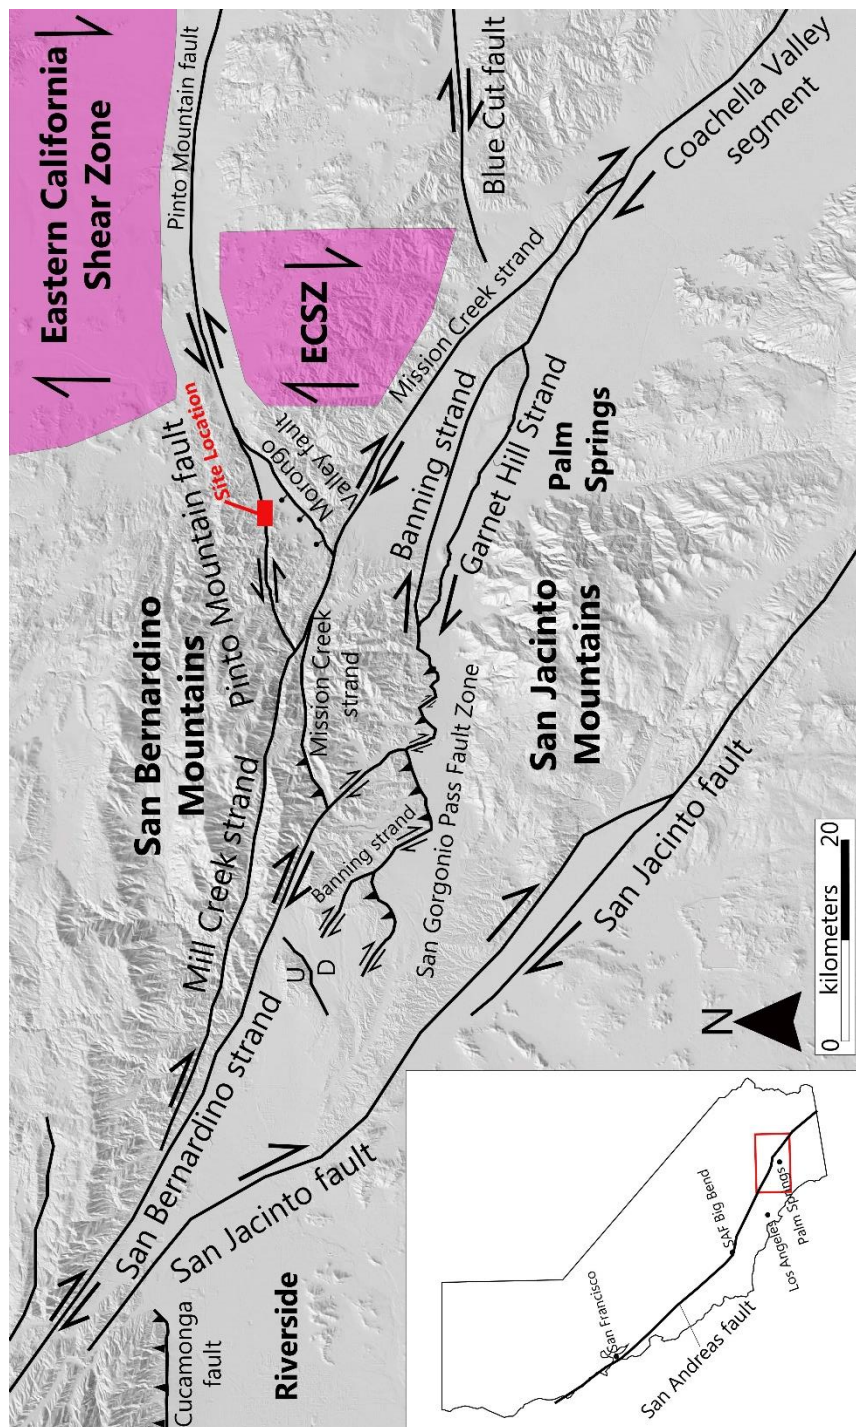 Eastern California
Shear Zone
Pinto Mountain fault
ECSZ
Blue Cut fault
Coachella Valley
segment
Site Location
Pinto Mountain fault
Morongo
Valley fault
Mission Creek strand
Banning strand
Garnet Hill Strand
Palm
Springs
San Bernardino
Mountains
Mill Creek strand
Mission Creek
strand
San Jacinto
Mountains
San Gorgonio Pass Fault Zone
Banning strand
U
D
San Bernardino strand
San Jacinto fault
San Jacinto fault
Cucamonga
fault
Riverside
N
0
20
kilometers
San Francisco
SAF Big Bend
Los Angeles
Palm Springs
San Andreas fault